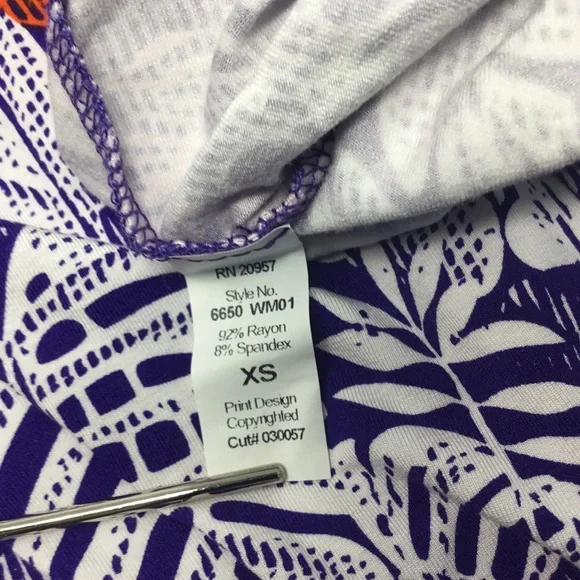 RN 20957
Style No.
6650 WM01
92% Rayon
8% Spandex
XS
Print Design
Copyrighted
Cut# 030057